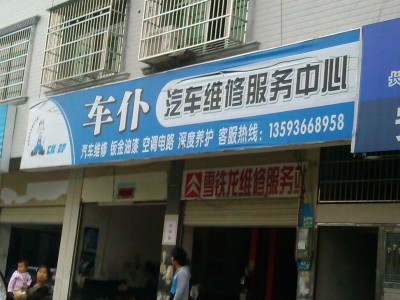 车仆 汽车维修服务中心
汽车维修 钣金油漆 空调电路 深度养护 客服热线：13593668958
雪铁龙维修服务